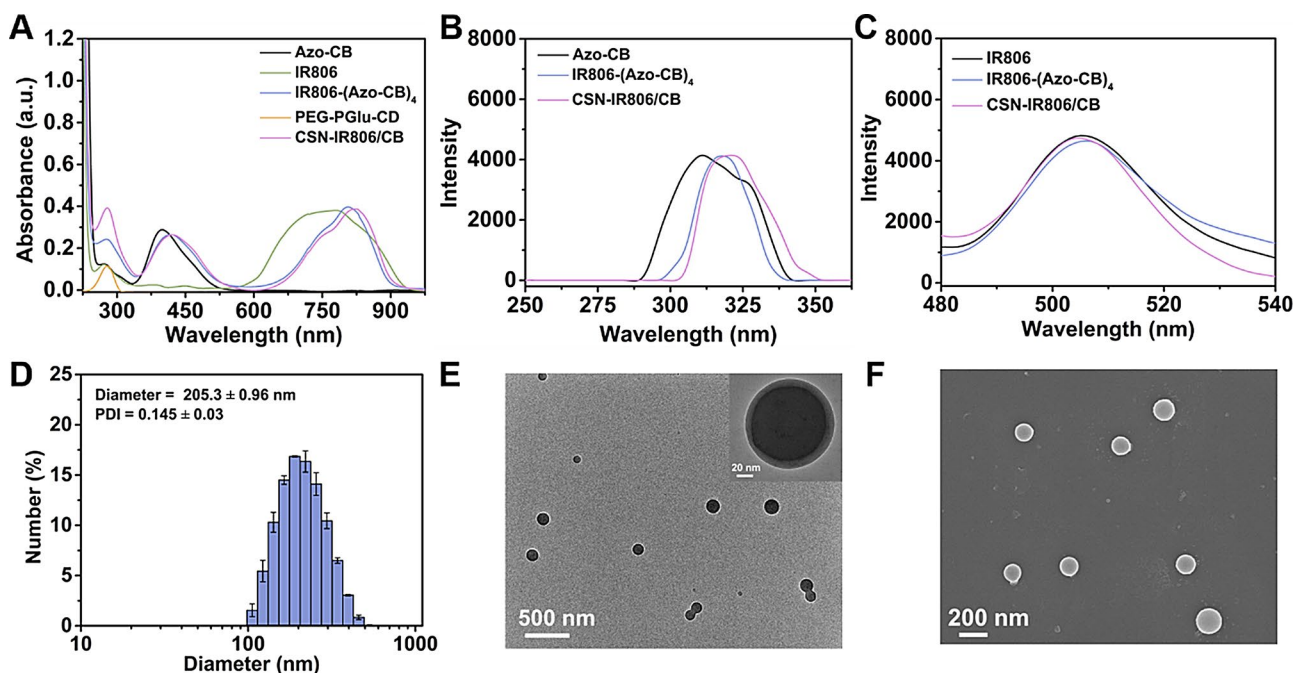 A
1.2
1.0
0.8
0.6
0.4
0.2
0.0
Absorbance (a.u.)
Azo-CB
IR806
IR806-(Azo-CB)4
PEG-PGlu-CD
CSN-IR806/CB
300 450 600 750 900
Wavelength (nm)
B
8000
6000
4000
2000
0
Intensity
Azo-CB
IR806-(Azo-CB)4
CSN-IR806/CB
250 275 300 325 350
Wavelength (nm)
C
8000
6000
4000
2000
0
Intensity
IR806
IR806-(Azo-CB)4
CSN-IR806/CB
480 500 520 540
Wavelength (nm)
D
25
20
15
10
5
0
Number (%)
Diameter = 205.3 ± 0.96 nm
PDI = 0.145 ± 0.03
10 100 1000
Diameter (nm)
E
20 nm
500 nm
F
200 nm